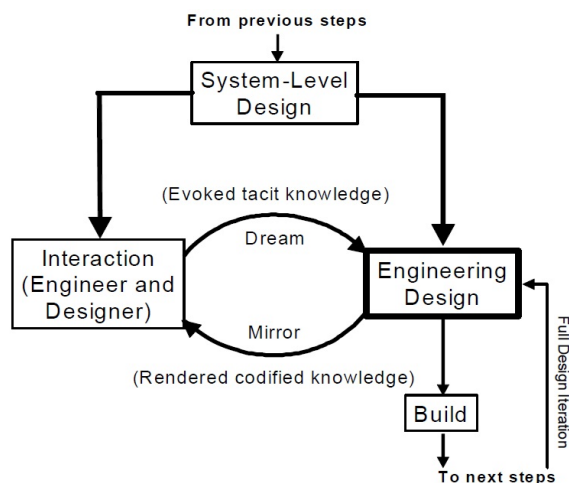 From previous steps
System-Level
Design
(Evoked tacit knowledge)
Dream
Interaction
(Engineer and
Designer)
Engineering
Design
Mirror
(Rendered codified knowledge)
Full Design Iteration
Build
To next steps